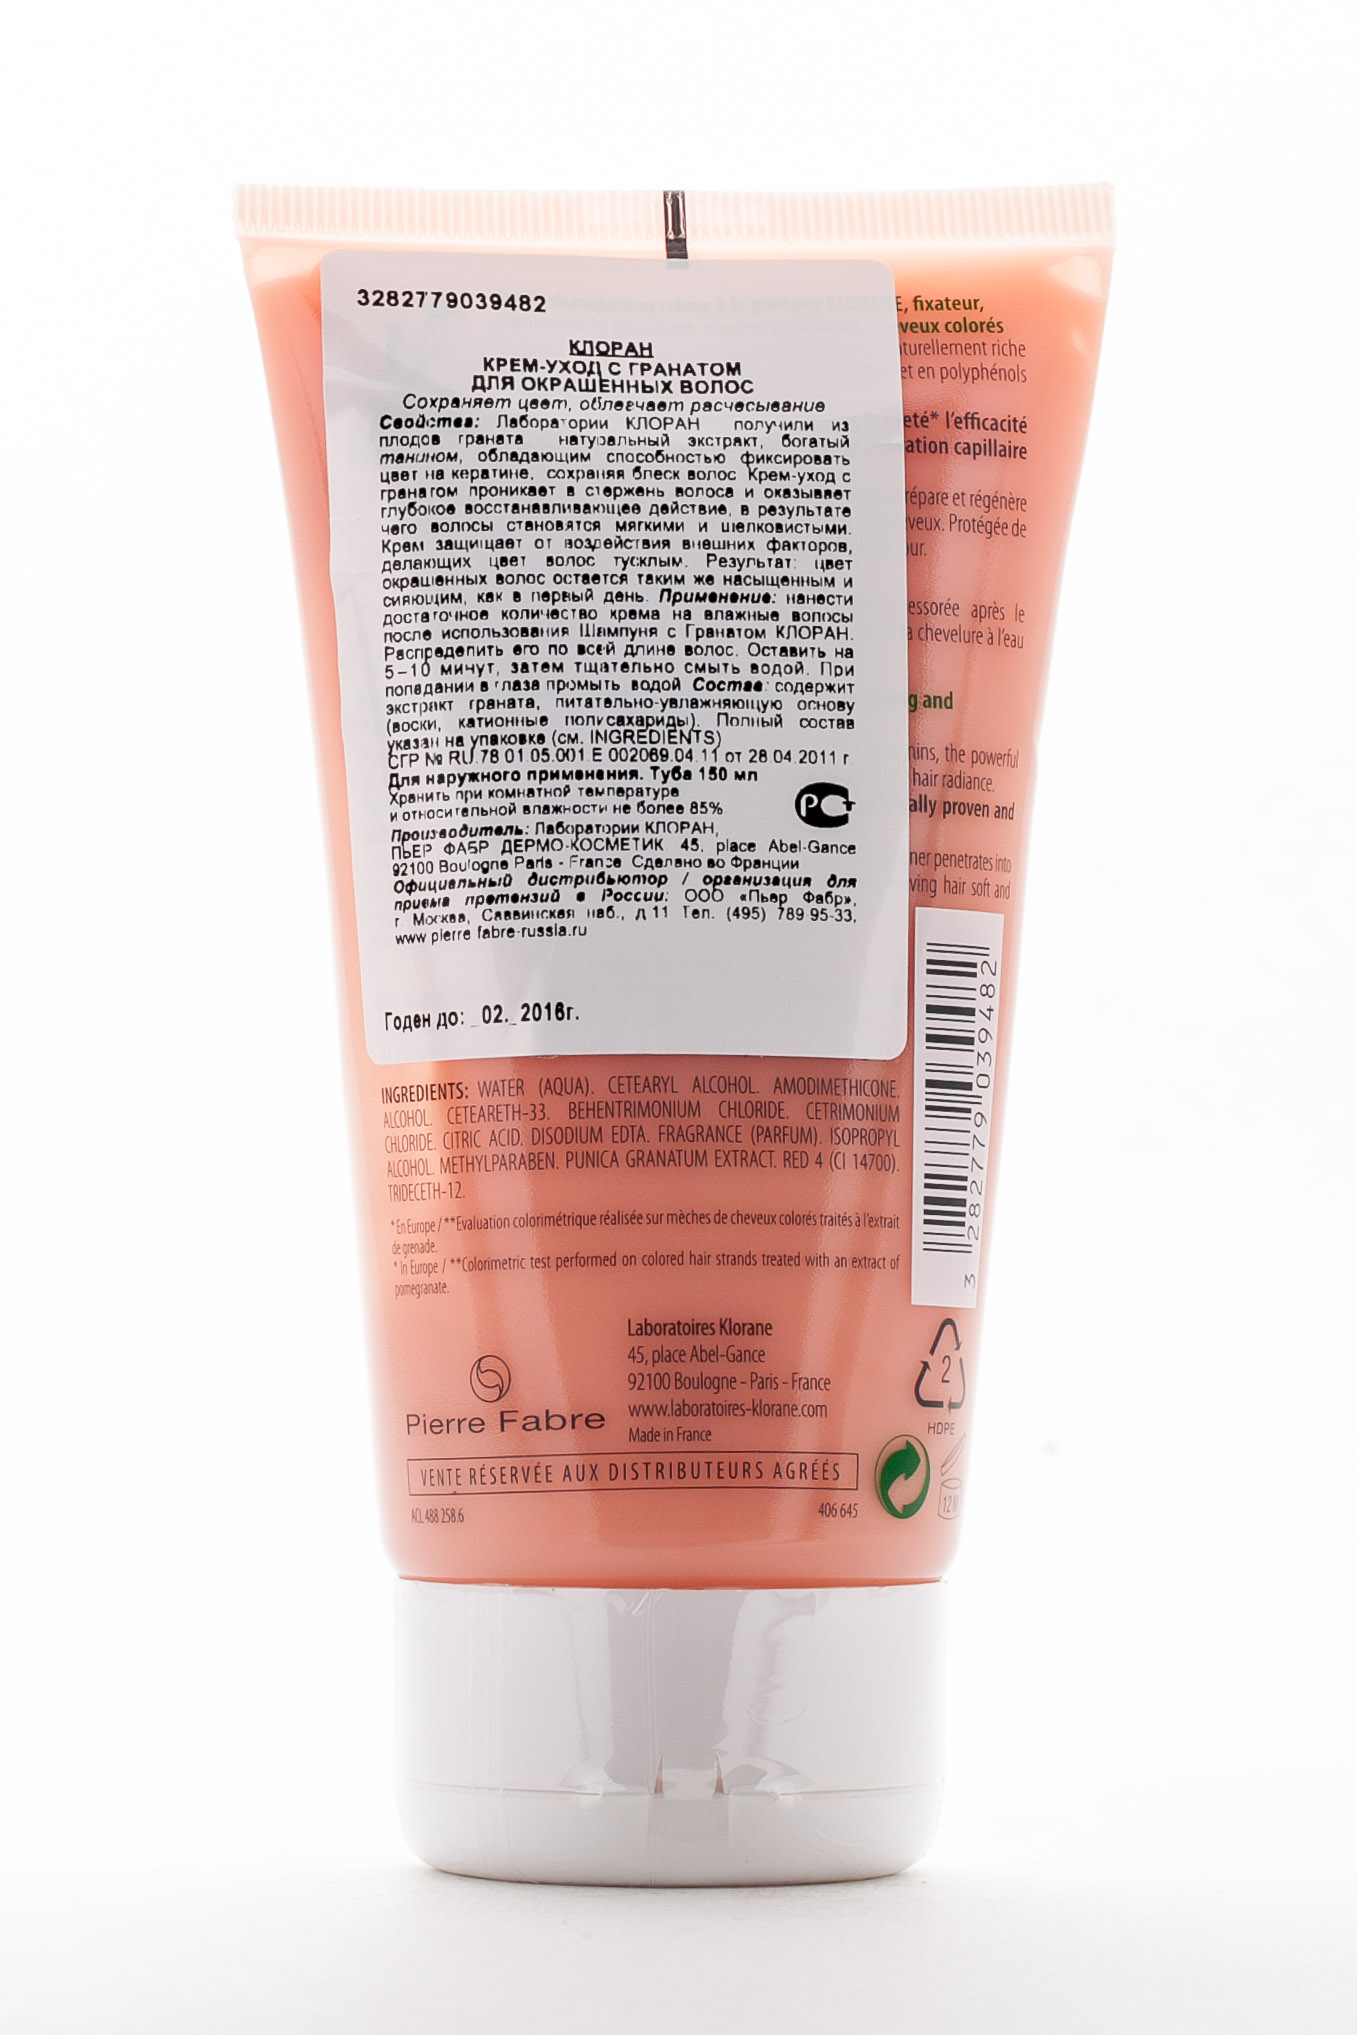 3282779039482
КЛОРАН
КРЕМ-УХОД С ГРАНАТОМ
ДЛЯ ОКРАШЕННЫХ ВОЛОС
Сохраняет цвет, облегчает расчесывание
Свойства: Лаборатории КЛОРАН получили из
плодов граната натуральный экстракт, богатый
танином, обладающим способностью фиксировать
цвет на кератине, сохраняя блеск волос Крем-уход с
гранатом проникает в стержень волоса и оказывает
глубокое восстанавливающее действие, в результате
чего волосы становятся мягкими и шелковистыми.
Крем защищает от воздействия внешних факторов,
делающих цвет волос тусклым. Результат: цвет
окрашенных волос остается таким же насыщенным и
сияющим, как в первый день. Применение: нанести
достаточное количество крема на влажные волосы
после использования Шампуня с Гранатом КЛОРАН.
Распределить его по всей длине волос. Оставить на
5-10 минут, затем тщательно смыть водой. При
попадании в глаза промыть водой Состав: содержит
экстракт граната, питательно-увлажняющую основу
(воски, катионные полисахариды). Полный состав
указан на упаковке (см. INGREDIENTS)
СГР № RU.78 01.05.001.E 002069.04.11 от 28.04.2011 г.
Для наружного применения. Туба 150 мл
Хранить при комнатной температуре
и относительной влажности не более 85%
РСТ
Производитель: Лаборатории КЛОРАН,
ПЬЕР ФАБР ДЕРМО-КОСМЕТИК 45, place Abel-Gance
92100 Boulogne Paris - France Сделано во Франции
Официальный дистрибьютор / организация для
приема претензий в России: ООО «Пьер Фабр»,
г. Москва, Саввинская наб., д 11 Тел. (495) 789-95-33,
www pierre fabre-russia.ru
Годен до: _02._2016г.
E, fixateur,
veux colorés
turellement riche
et en polyphénols
eté* l'efficacité
ation capillaire
répare et régénère
veux. Protégée de
ur.
essorée après le
a chevelure à l'eau
g and
nins, the powerful
hair radiance.
ally proven and
ner penetrates into
ving hair soft and
3 282779 039482
INGREDIENTS: WATER (AQUA). CETEARYL ALCOHOL. AMODIMETHICONE.
ALCOHOL. CETEARETH-33. BEHENTRIMONIUM CHLORIDE. CETRIMONIUM
CHLORIDE. CITRIC ACID. DISODIUM EDTA. FRAGRANCE (PARFUM). ISOPROPYL
ALCOHOL. METHYLPARABEN. PUNICA GRANATUM EXTRACT. RED 4 (CI 14700).
TRIDECETH-12.
* En Europe / **Evaluation colorimétrique réalisée sur mèches de cheveux colorés traités à l'extrait
de grenade.
* In Europe / **Colorimetric test performed on colored hair strands treated with an extract of
pomegranate.
Laboratoires Klorane
45, place Abel-Gance
92100 Boulogne - Paris - France
www.laboratoires-klorane.com
Made in France
Pierre Fabre
2
HDPE
VENTE RÉSERVÉE AUX DISTRIBUTEURS AGRÉÉS
12 M
ACL 488 258.6
406 645